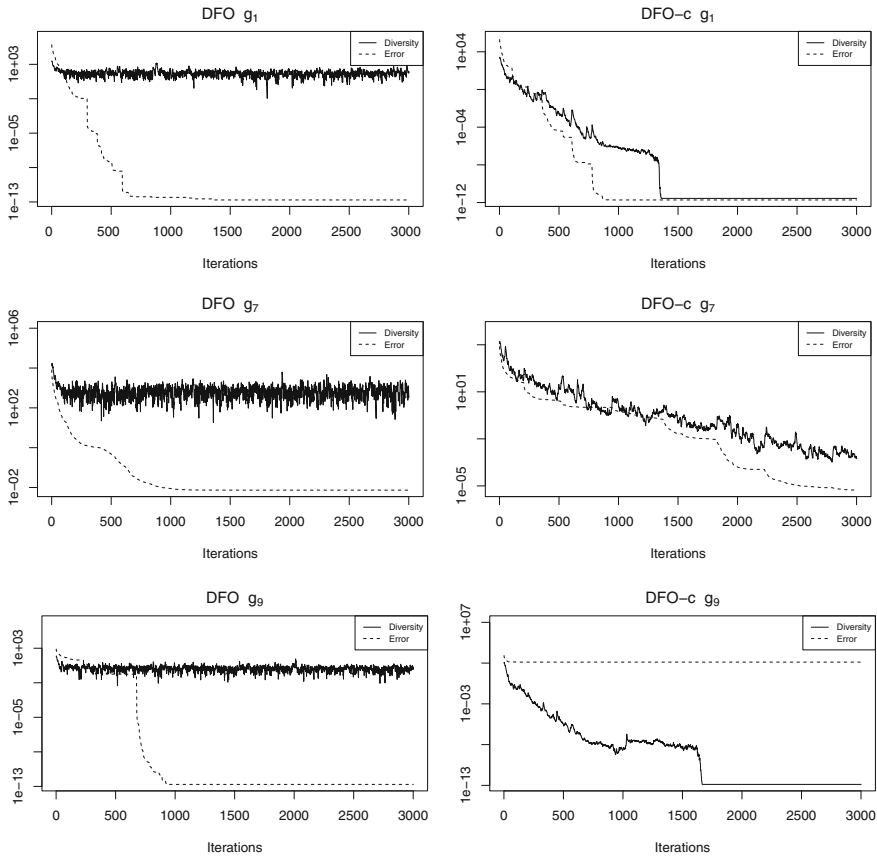 DFO g₁
Diversity
Error
1e+03
1e−05
1e−13
0 500 1000 1500 2000 2500 3000
Iterations
DFO−c g₁
Diversity
Error
1e+04
1e−04
1e−12
0 500 1000 1500 2000 2500 3000
Iterations
DFO g₇
Diversity
Error
1e+06
1e+02
1e−02
0 500 1000 1500 2000 2500 3000
Iterations
DFO−c g₇
Diversity
Error
1e+01
1e−05
0 500 1000 1500 2000 2500 3000
Iterations
DFO g₉
Diversity
Error
1e+03
1e−05
1e−13
0 500 1000 1500 2000 2500 3000
Iterations
DFO−c g₉
Diversity
Error
1e+07
1e−03
1e−13
0 500 1000 1500 2000 2500 3000
Iterations